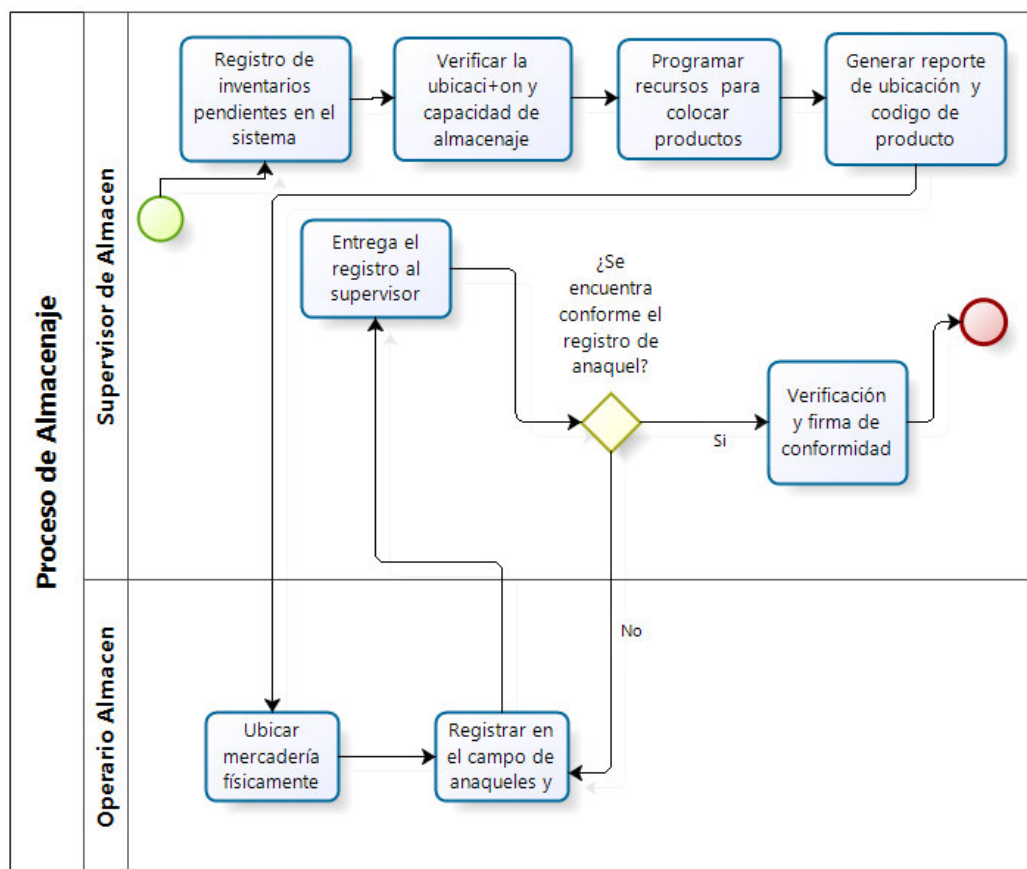 Proceso de Almacenaje
Supervisor de Almacen
Registro de
inventarios
pendientes en el
sistema
Verificar la
ubicaci+on y
capacidad de
almacenaje
Programar
recursos para
colocar
productos
Generar reporte
de ubicación y
codigo de
producto
Entrega el
registro al
supervisor
¿Se
encuentra
conforme el
registro de
anaquel?
Si
Verificación
y firma de
conformidad
No
Operario Almacen
Ubicar
mercadería
físicamente
Registrar en
el campo de
anaqueles y